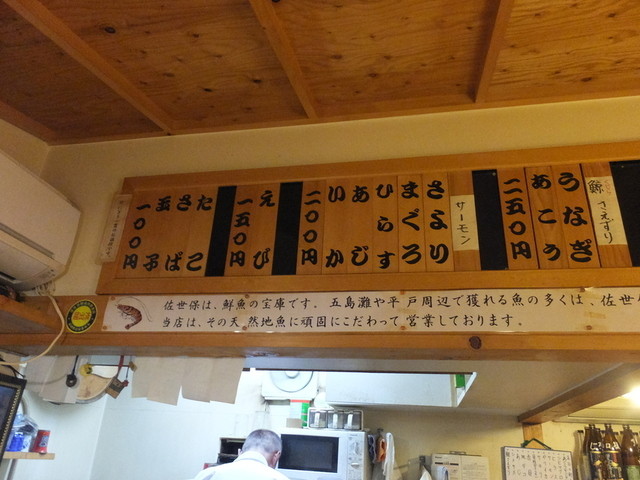 鯨 さえずり
うなぎ
あこう
二五〇円
サーモン
さより
まぐろ
ひらす
あじ
いか
二〇〇円
えび
一五〇円
たこ
さば
玉子
一〇〇円
佐世保は、鮮魚の宝庫です。五島灘や平戸周辺で獲れる魚の多くは、佐世
当店は、その天然地魚に頑固にこだわって営業しております。